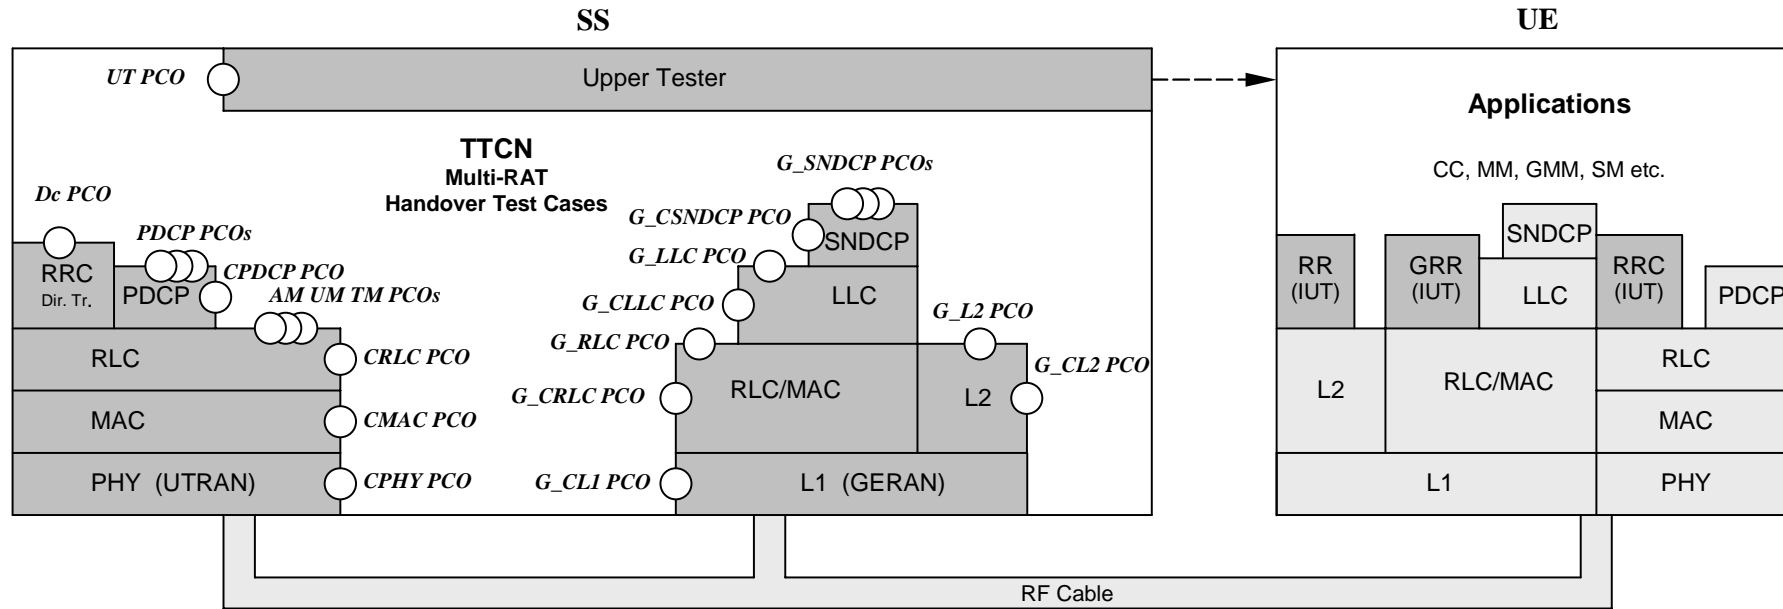 SS
UE
UT PCO
Upper Tester
Applications
CC, MM, GMM, SM etc.
TTCN
Multi-RAT
Handover Test Cases
Dc PCO
PDCP PCOs
CPDCP PCO
AM UM TM PCOs
RRC
Dir. Tr.
PDCP
RLC
CRLC PCO
MAC
CMAC PCO
PHY (UTRAN)
CPHY PCO
G_SNDCP PCOs
G_CSNDCP PCO
SNDCP
G_LLC PCO
G_CLLC PCO
LLC
G_L2 PCO
G_RLC PCO
G_CL2 PCO
G_CRLC PCO
RLC/MAC
L2
G_CL1 PCO
L1 (GERAN)
SNDCP
RR
(IUT)
GRR
(IUT)
LLC
RRC
(IUT)
PDCP
L2
RLC/MAC
RLC
MAC
L1
PHY
RF Cable